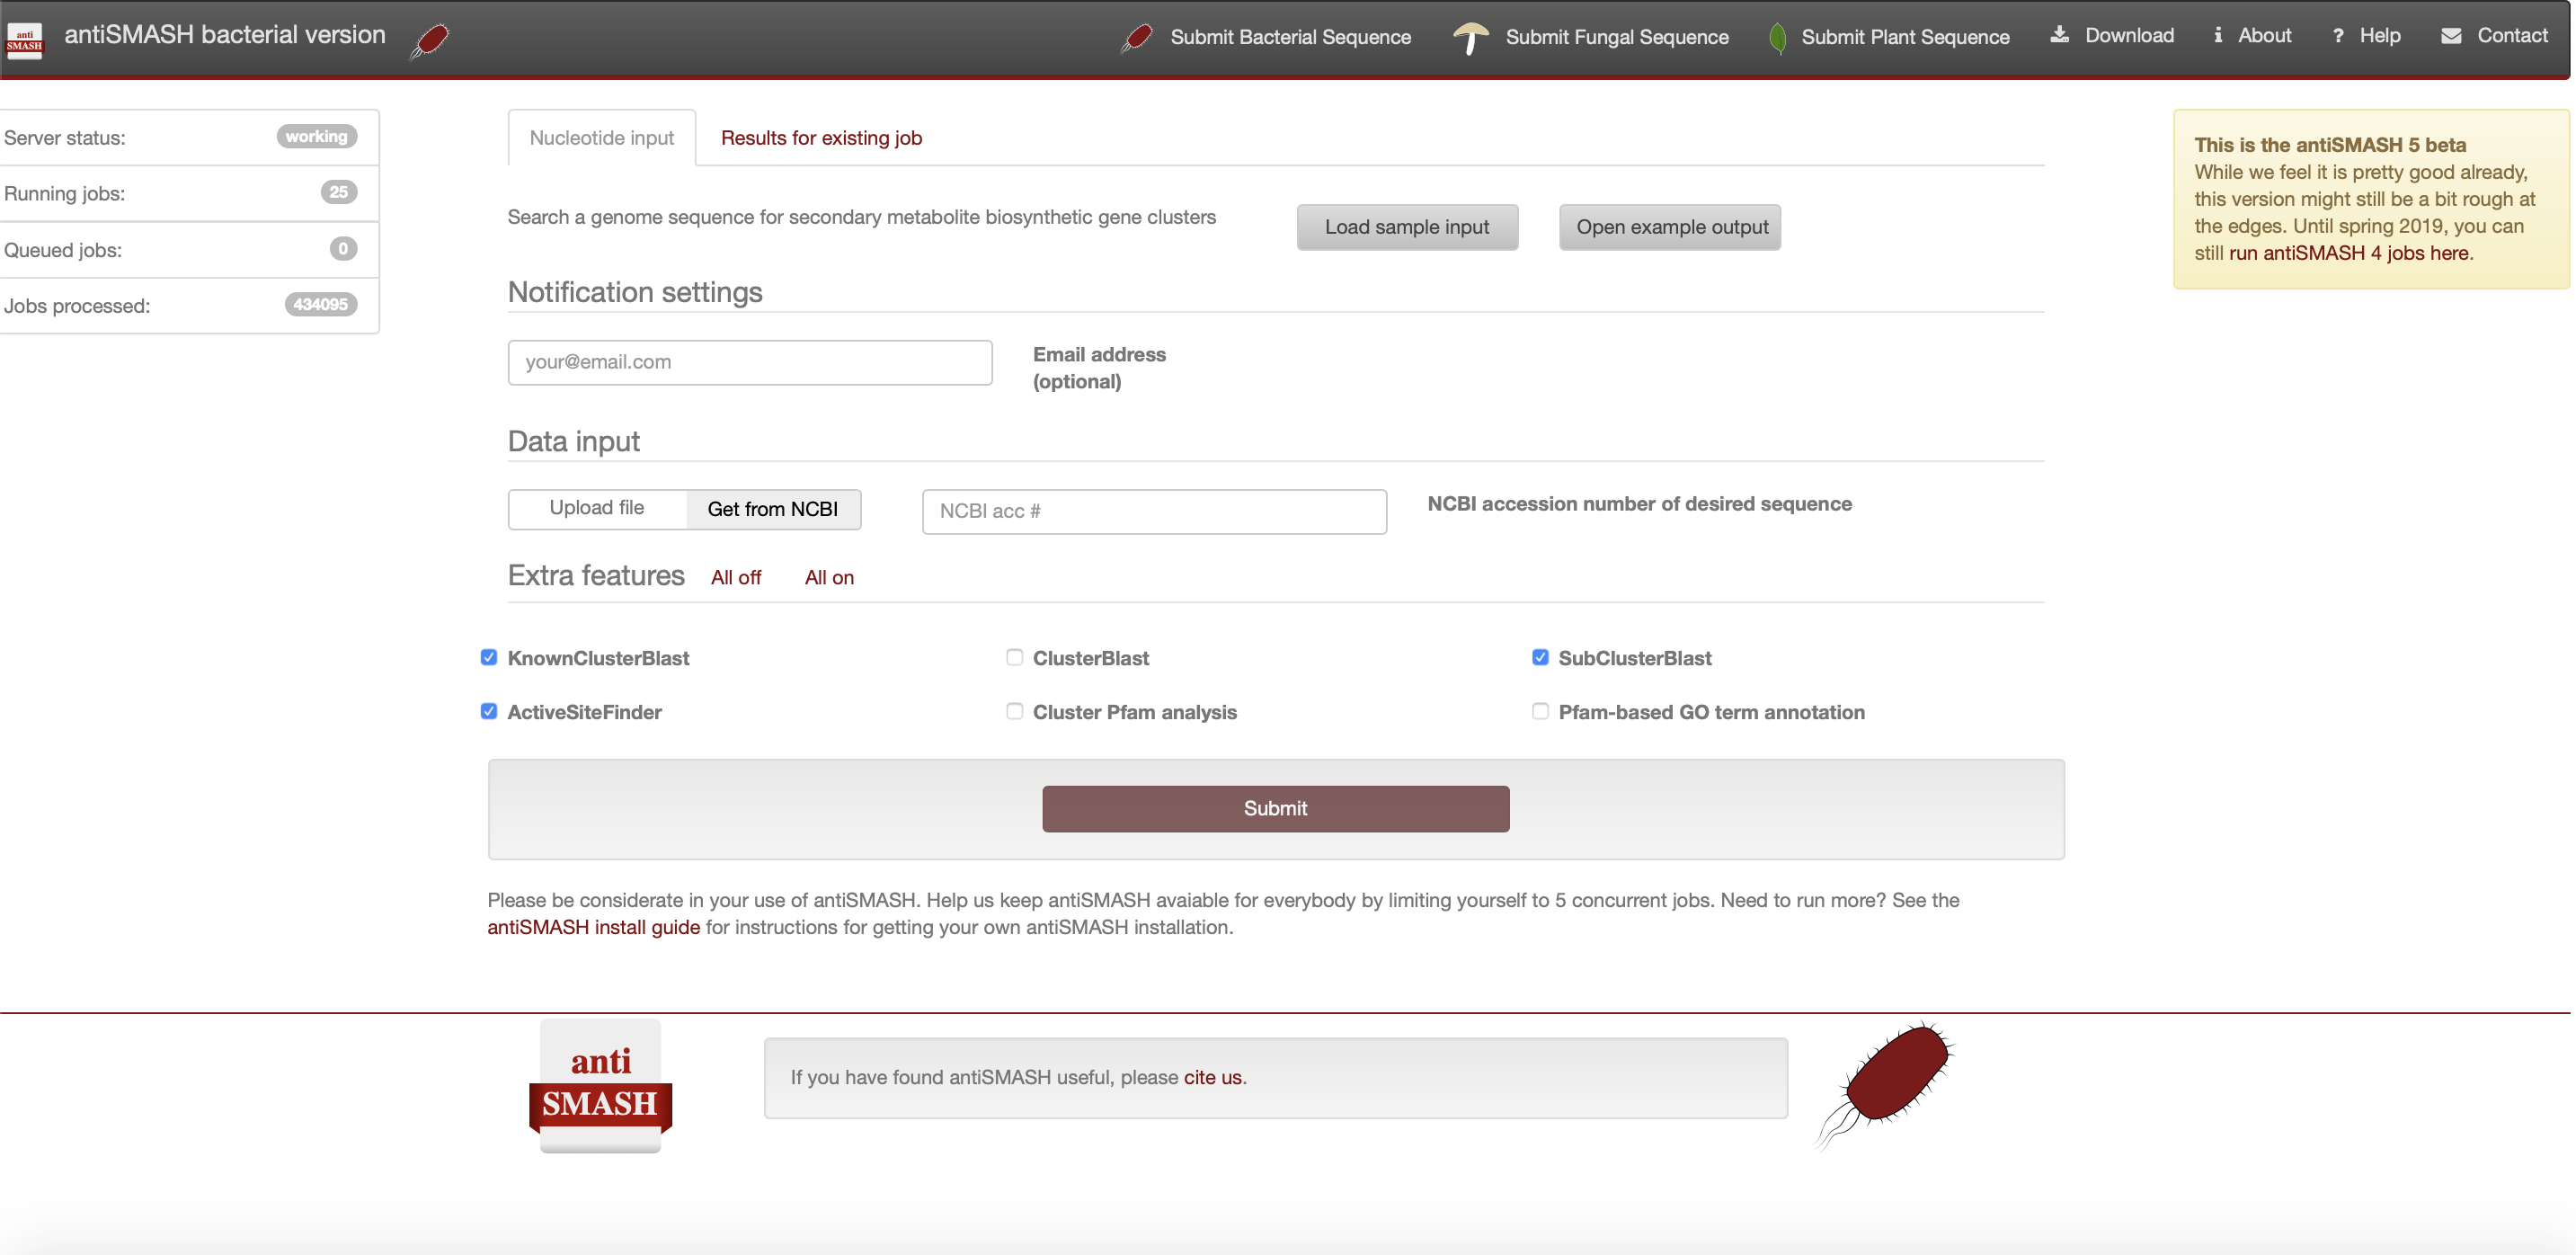 anti
SMASH
antiSMASH bacterial version
Submit Bacterial Sequence
Submit Fungal Sequence
Submit Plant Sequence
Download
About
Help
Contact
Server status: working
Running jobs: 25
Queued jobs: 0
Jobs processed: 434095
Nucleotide input
Results for existing job
Search a genome sequence for secondary metabolite biosynthetic gene clusters
Load sample input
Open example output
Notification settings
your@email.com
Email address
(optional)
Data input
Upload file
Get from NCBI
NCBI acc #
NCBI accession number of desired sequence
Extra features
All off
All on
KnownClusterBlast
ClusterBlast
SubClusterBlast
ActiveSiteFinder
Cluster Pfam analysis
Pfam-based GO term annotation
Submit
Please be considerate in your use of antiSMASH. Help us keep antiSMASH avaiable for everybody by limiting yourself to 5 concurrent jobs. Need to run more? See the
antiSMASH install guide for instructions for getting your own antiSMASH installation.
This is the antiSMASH 5 beta
While we feel it is pretty good already,
this version might still be a bit rough at
the edges. Until spring 2019, you can
still run antiSMASH 4 jobs here.
anti
SMASH
If you have found antiSMASH useful, please cite us.